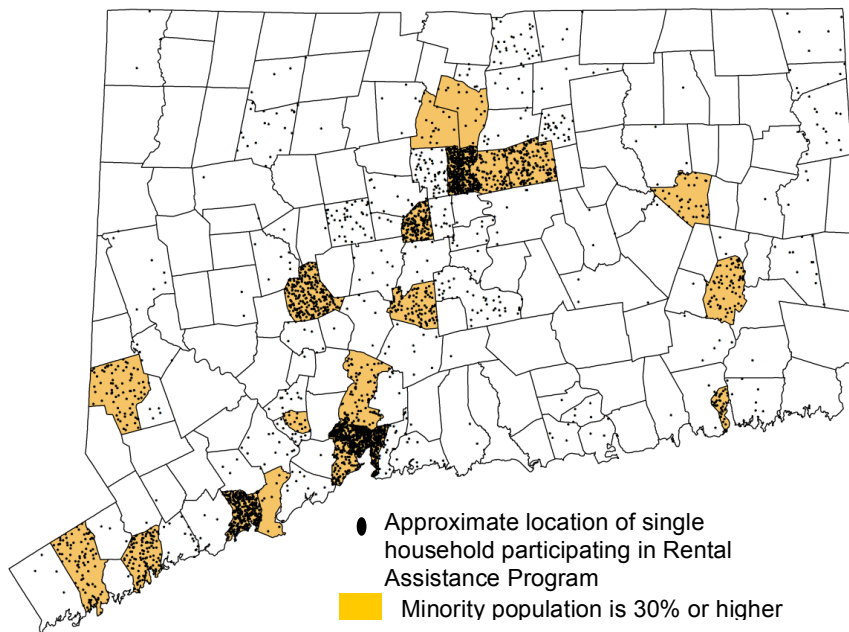 Approximate location of single
household participating in Rental
Assistance Program
Minority population is 30% or higher